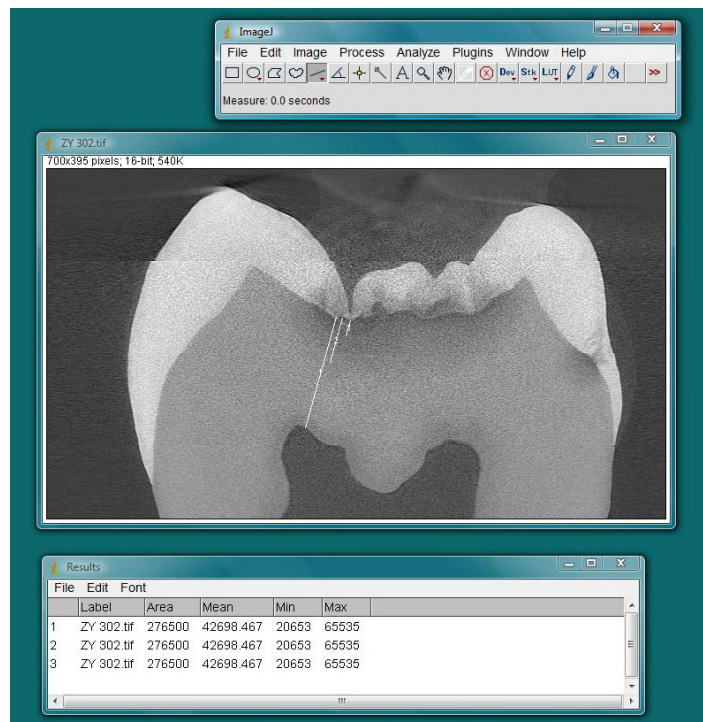 ImageJ
File Edit Image Process Analyze Plugins Window Help
A Dev Stk LUT >>
Measure: 0.0 seconds
ZY 302.tif
700x395 pixels; 16-bit; 540K
1
2
3
Results
File Edit Font
Label Area Mean Min Max
1 ZY 302.tif 276500 42698.467 20653 65535
2 ZY 302.tif 276500 42698.467 20653 65535
3 ZY 302.tif 276500 42698.467 20653 65535